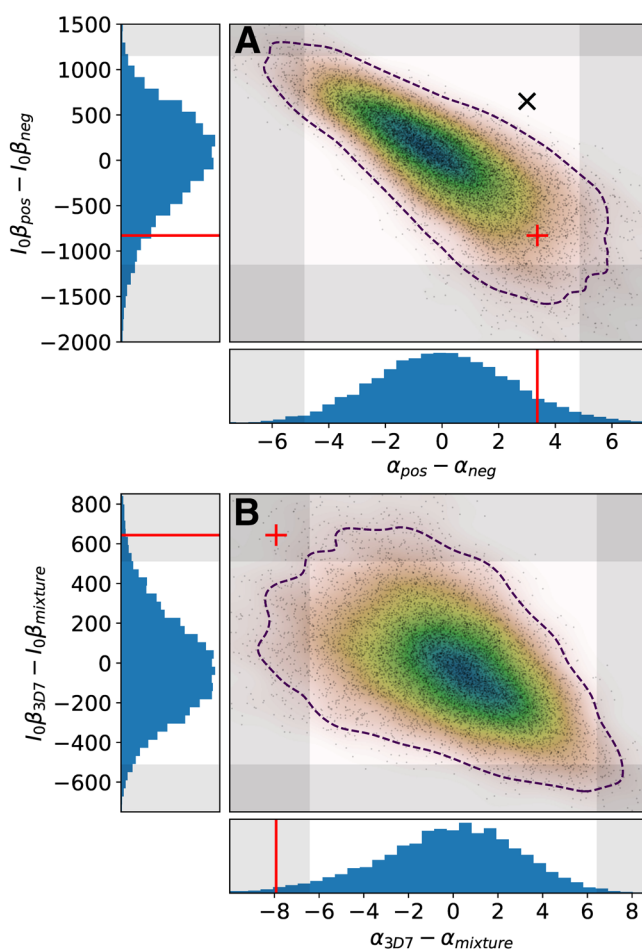 A
1500
1000
500
0
−500
−1000
−1500
−2000
I₀β_pos − I₀β_neg
−6 −4 −2 0 2 4 6
α_pos − α_neg
B
800
600
400
200
0
−200
−400
−600
I₀β_3D7 − I₀β_mixture
−8 −6 −4 −2 0 2 4 6 8
α_3D7 − α_mixture